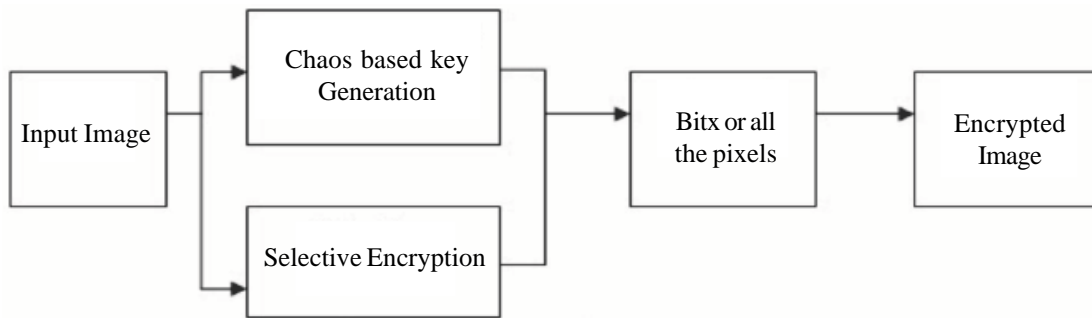 Input Image
Chaos based key
Generation
Selective Encryption
Bitx or all
the pixels
Encrypted
Image